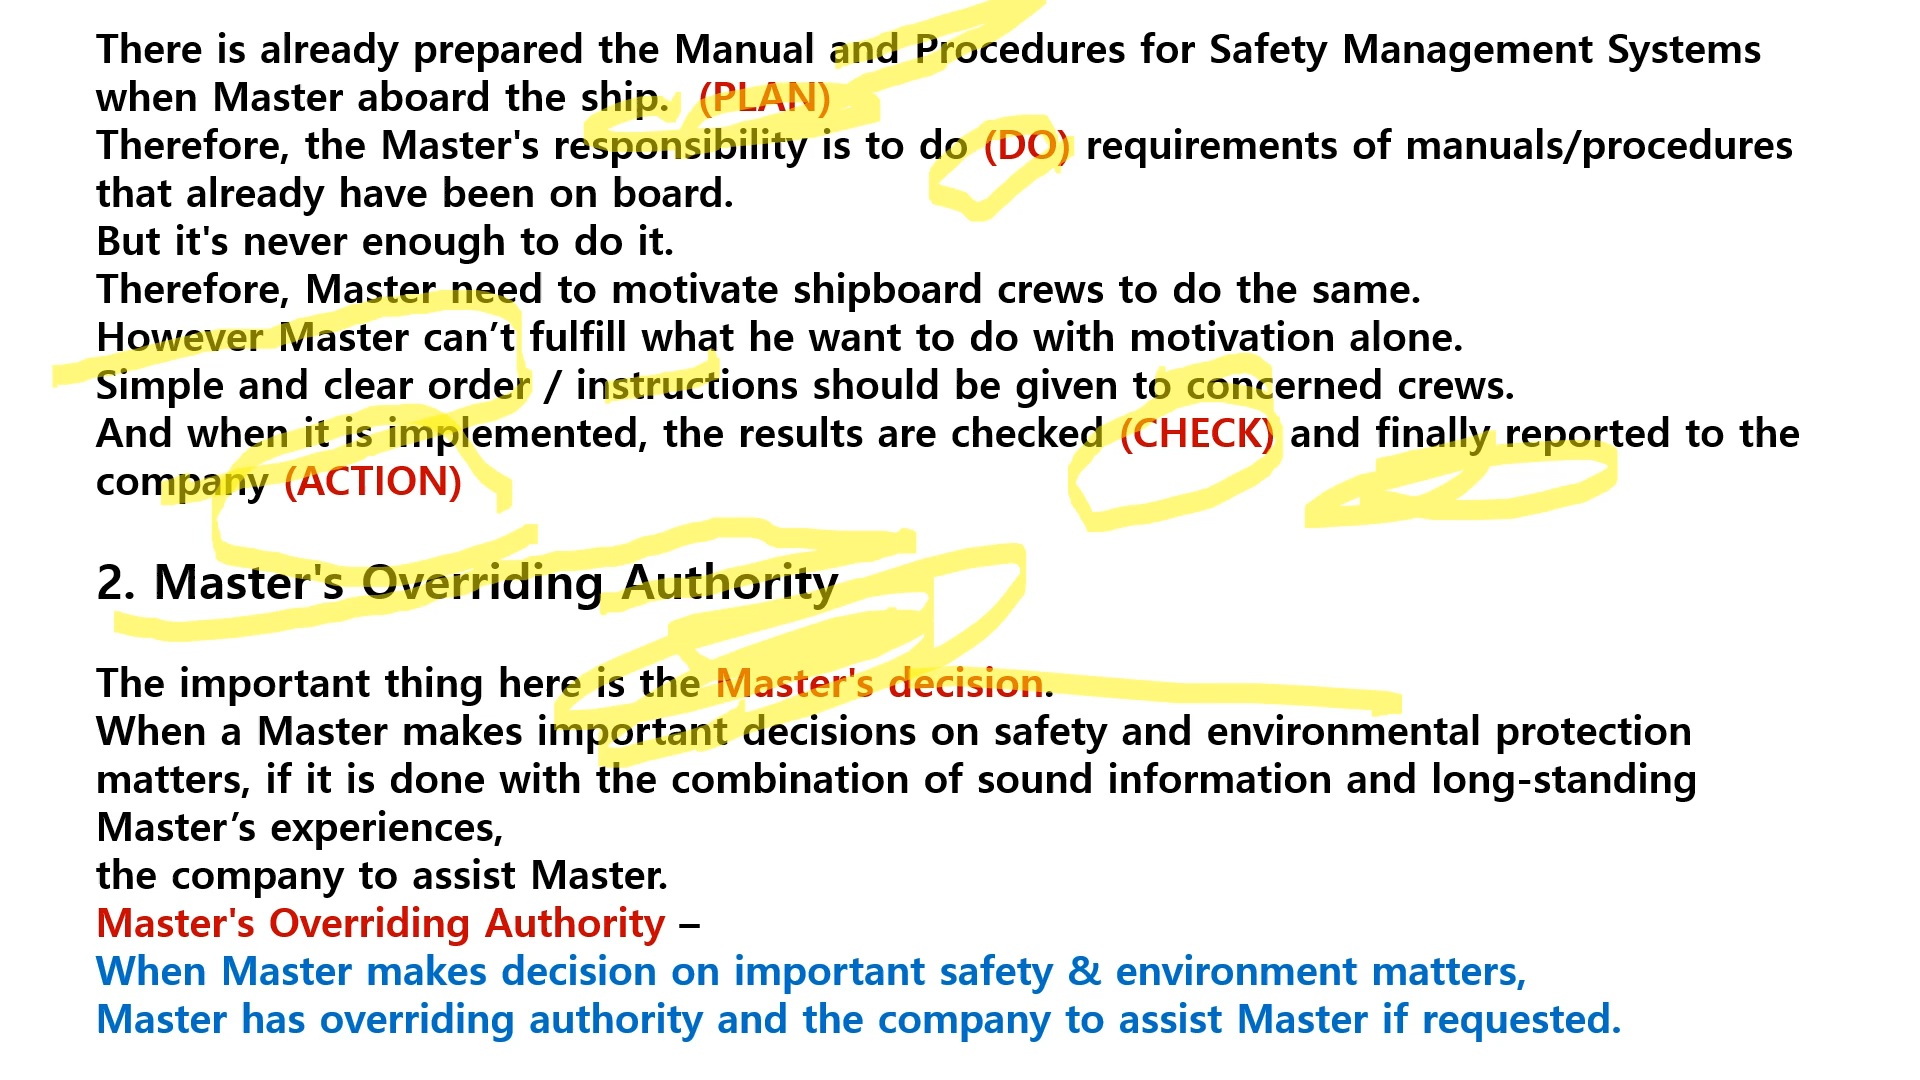 There is already prepared the Manual and Procedures for Safety Management Systems
when Master aboard the ship.  (PLAN)
Therefore, the Master's responsibility is to do (DO) requirements of manuals/procedures
that already have been on board.
But it's never enough to do it.
Therefore, Master need to motivate shipboard crews to do the same.
However Master can’t fulfill what he want to do with motivation alone.
Simple and clear order / instructions should be given to concerned crews.
And when it is implemented, the results are checked (CHECK) and finally reported to the
company (ACTION)
2. Master's Overriding Authority
The important thing here is the Master's decision.
When a Master makes important decisions on safety and environmental protection
matters, if it is done with the combination of sound information and long-standing
Master’s experiences,
the company to assist Master.
Master's Overriding Authority –
When Master makes decision on important safety & environment matters,
Master has overriding authority and the company to assist Master if requested.